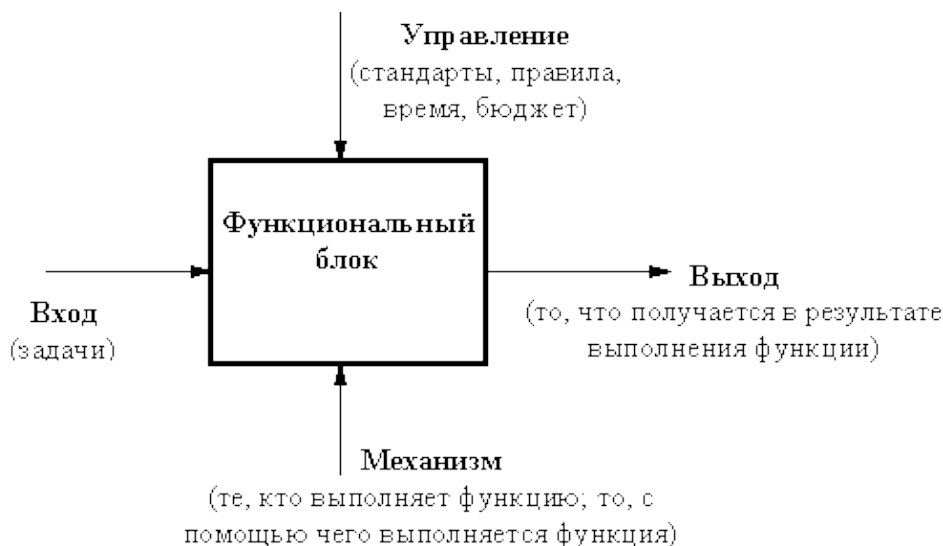 Управление
(стандарты, правила,
время, бюджет)
Функциональный
блок
Вход
(задачи)
Выход
(то, что получается в результате
выполнения функции)
Механизм
(те, кто выполняет функцию; то, с
помощью чего выполняется функция)